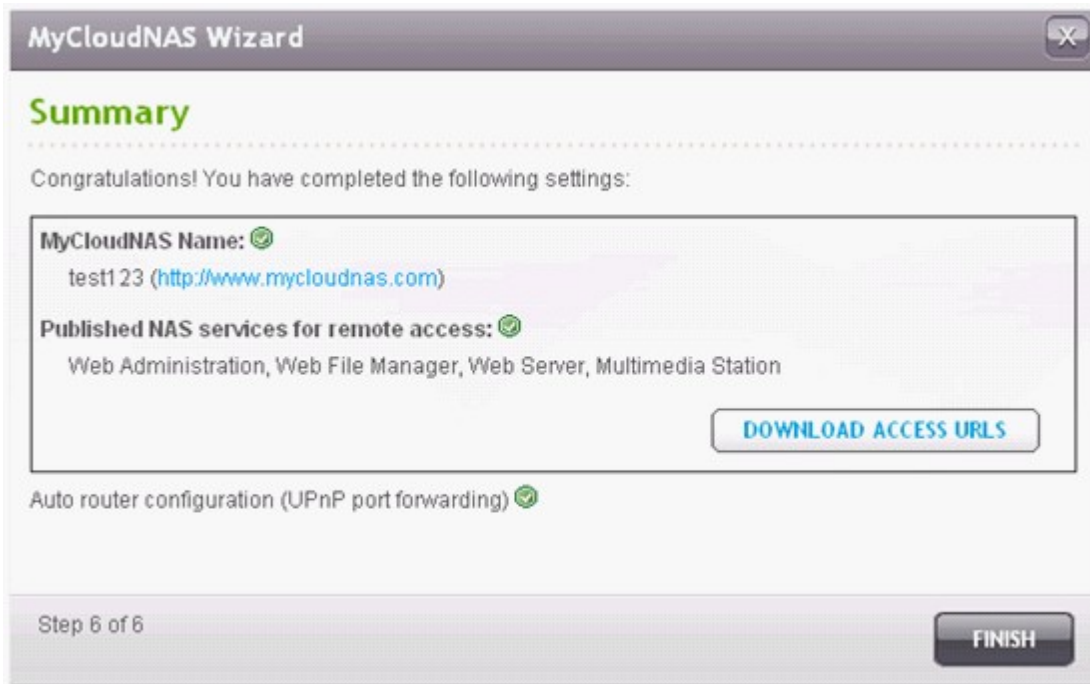 MyCloudNAS Wizard
X
Summary
Congratulations! You have completed the following settings:
MyCloudNAS Name:
test123 (http://www.mycloudnas.com)
Published NAS services for remote access:
Web Administration, Web File Manager, Web Server, Multimedia Station
DOWNLOAD ACCESS URLS
Auto router configuration (UPnP port forwarding)
Step 6 of 6
FINISH